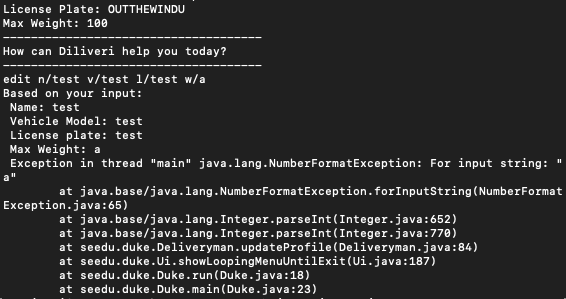 License Plate: OUTTHEWINDU
Max Weight: 100
-------------------------------------
How can Diliveri help you today?
-------------------------------------
edit n/test v/test l/test w/a
Based on your input:
 Name: test
 Vehicle Model: test
 License plate: test
 Max Weight: a
 Exception in thread "main" java.lang.NumberFormatException: For input string: "
a"
        at java.base/java.lang.NumberFormatException.forInputString(NumberFormat
Exception.java:65)
        at java.base/java.lang.Integer.parseInt(Integer.java:652)
        at java.base/java.lang.Integer.parseInt(Integer.java:770)
        at seedu.duke.Deliveryman.updateProfile(Deliveryman.java:84)
        at seedu.duke.Ui.showLoopingMenuUntilExit(Ui.java:187)
        at seedu.duke.Duke.run(Duke.java:18)
        at seedu.duke.Duke.main(Duke.java:23)